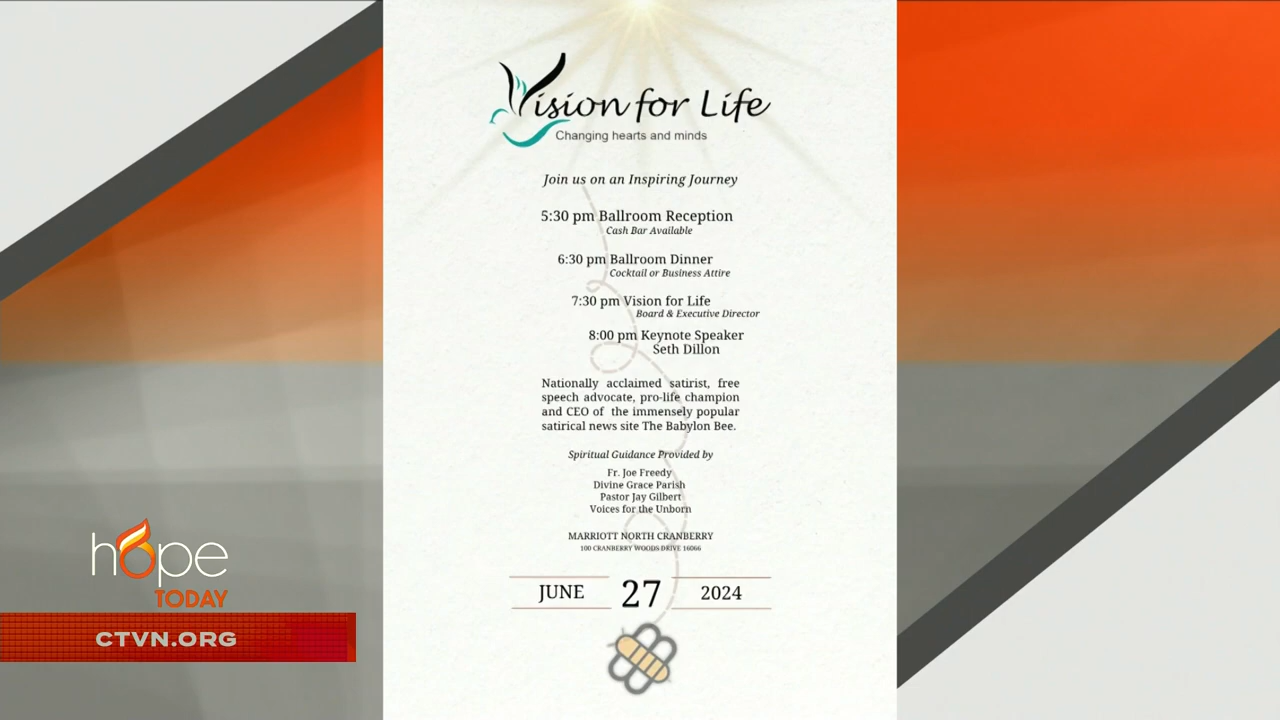 Vision for Life
Changing hearts and minds
Join us on an Inspiring Journey
5:30 pm Ballroom Reception
Cash Bar Available
6:30 pm Ballroom Dinner
Cocktail or Business Attire
7:30 pm Vision for Life
Board & Executive Director
8:00 pm Keynote Speaker
Seth Dillon
Nationally acclaimed satirist, free
speech advocate, pro-life champion
and CEO of the immensely popular
satirical news site The Babylon Bee.
Spiritual Guidance Provided by
Fr. Joe Freedy
Divine Grace Parish
Pastor Jay Gilbert
Voices for the Unborn
MARRIOTT NORTH CRANBERRY
100 CRANBERRY WOODS DRIVE 16066
JUNE 27 2024
hope
TODAY
CTVN.ORG